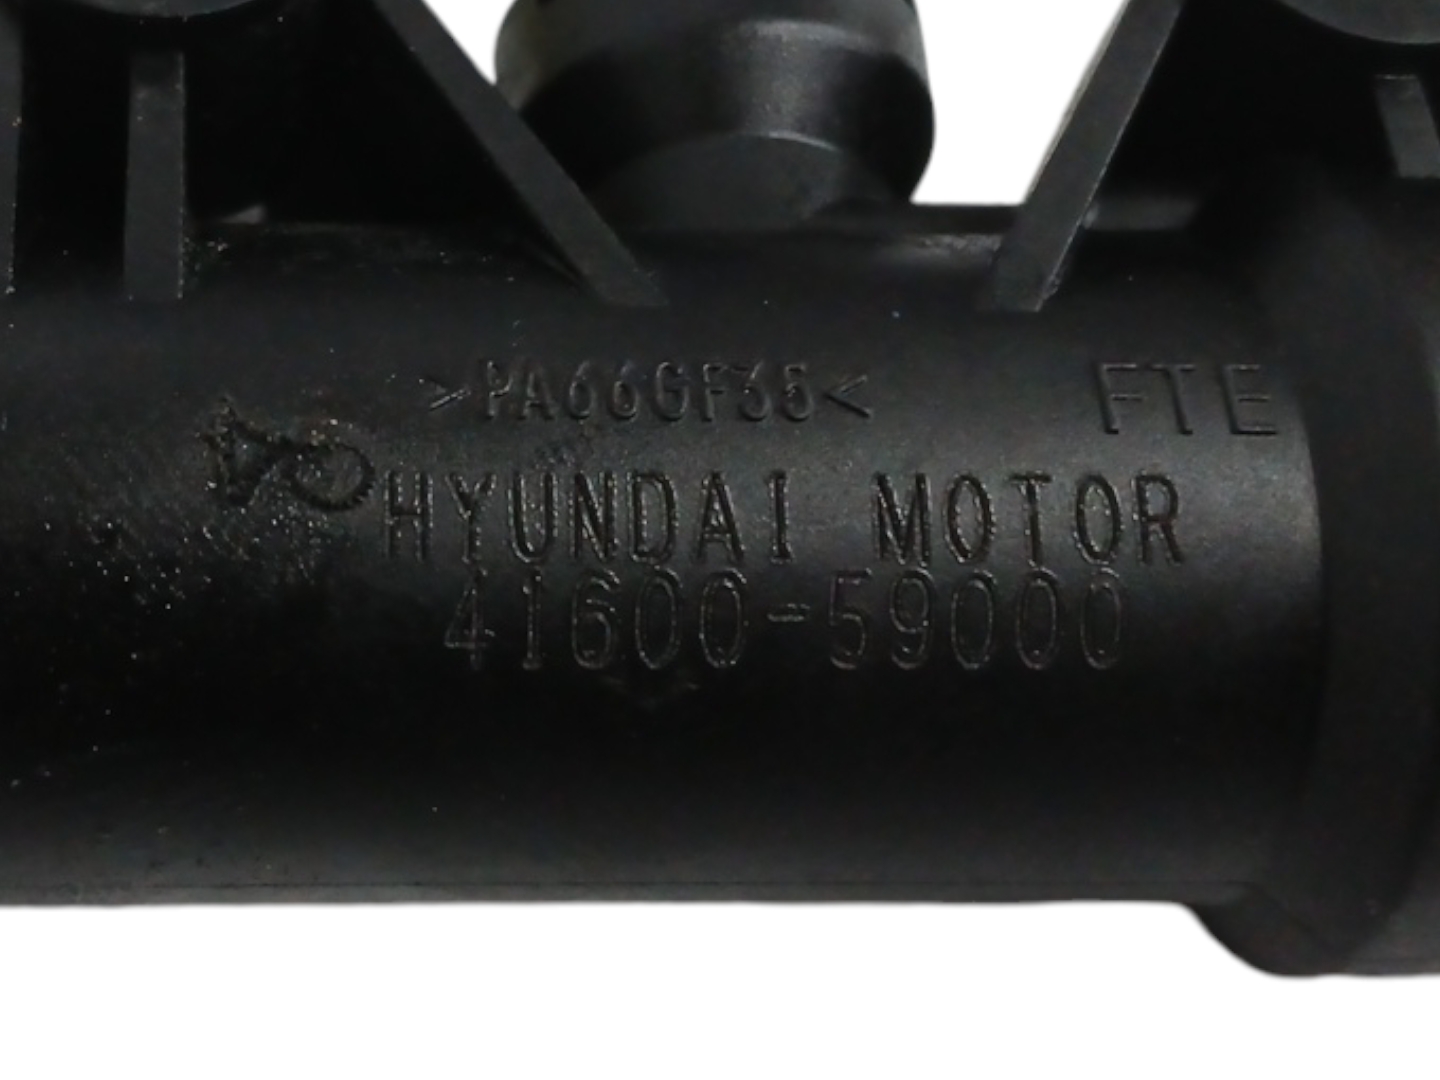 >PA66GF35<
FTE
HYUNDAI MOTOR
41600-59000